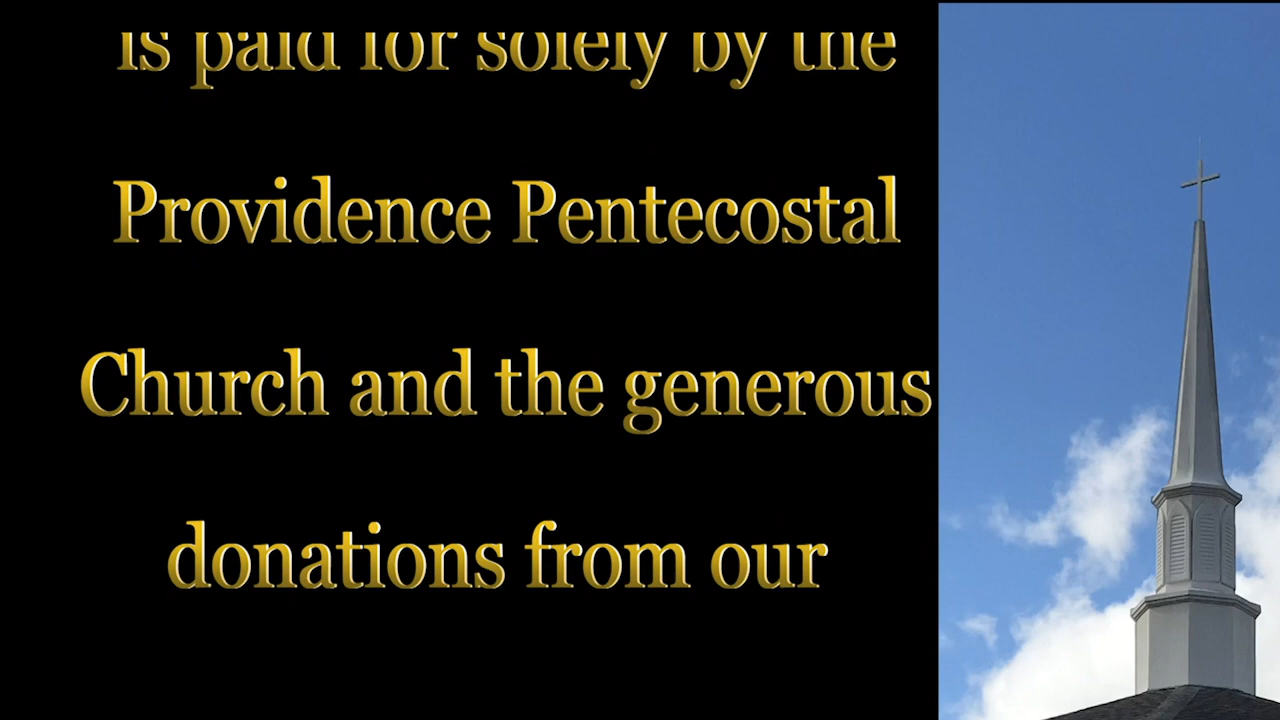 is paid for solely by the
Providence Pentecostal
Church and the generous
donations from our